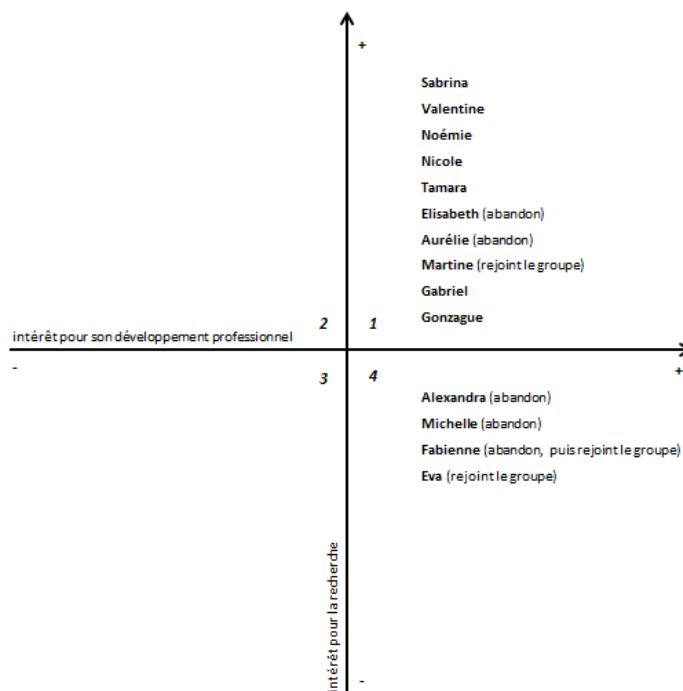 +
Sabrina
Valentine
Noémie
Nicole
Tamara
Elisabeth (abandon)
Aurélie (abandon)
Martine (rejoint le groupe)
Gabriel
Gonzague
2 1
intérêt pour son développement professionnel
- +
3 4
Alexandra (abandon)
Michelle (abandon)
Fabienne (abandon, puis rejoint le groupe)
Eva (rejoint le groupe)
intérêt pour la recherche
-